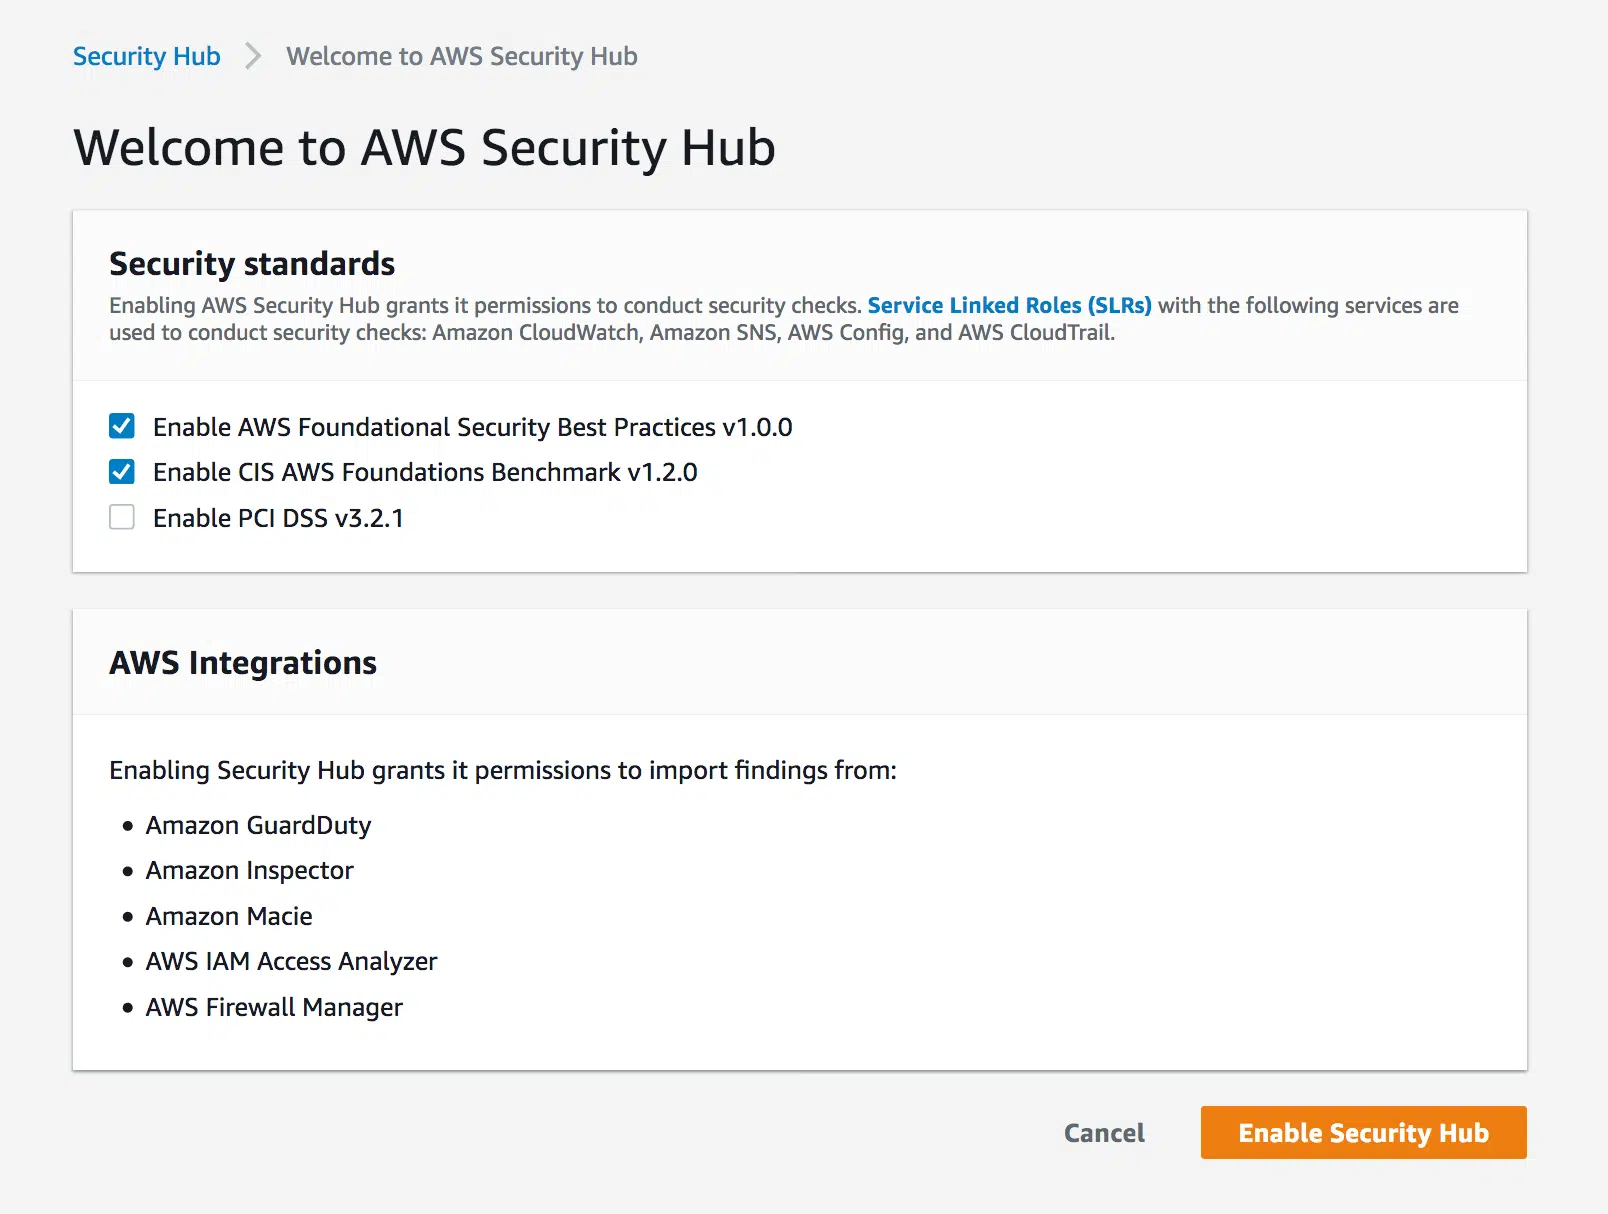 Security Hub
Welcome to AWS Security Hub
Welcome to AWS Security Hub
Security standards
Enabling AWS Security Hub grants it permissions to conduct security checks. Service Linked Roles (SLRs) with the following services are
used to conduct security checks: Amazon CloudWatch, Amazon SNS, AWS Config, and AWS CloudTrail.
Enable AWS Foundational Security Best Practices v1.0.0
Enable CIS AWS Foundations Benchmark v1.2.0
Enable PCI DSS v3.2.1
AWS Integrations
Enabling Security Hub grants it permissions to import findings from:
• Amazon GuardDuty
• Amazon Inspector
• Amazon Macie
• AWS IAM Access Analyzer
• AWS Firewall Manager
Cancel
Enable Security Hub